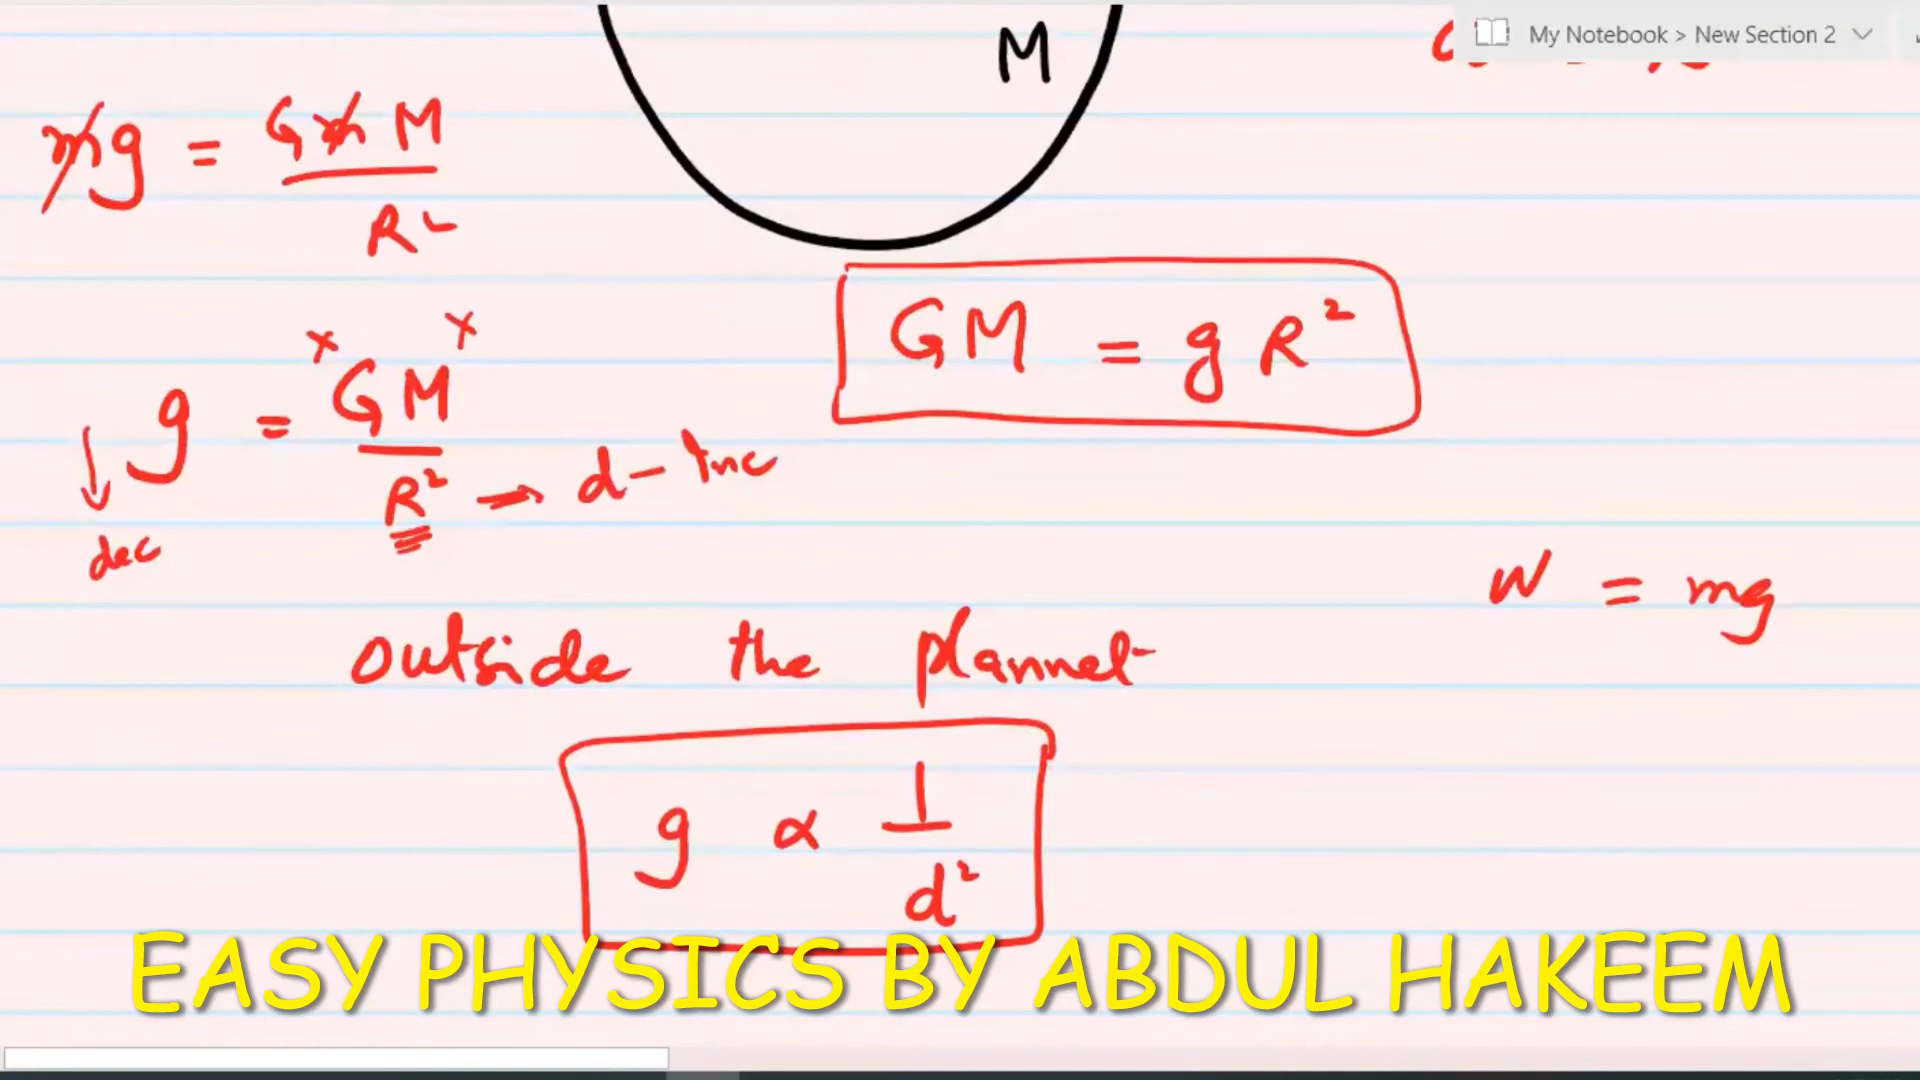 M
My Notebook > New Section 2
mg = GmM
R²
GM = gR²
x x
g = GM
R² → d - Inc
dec
W = mg
outside the plannet
g ∝ 1
d²
EASY PHYSICS BY ABDUL HAKEEM